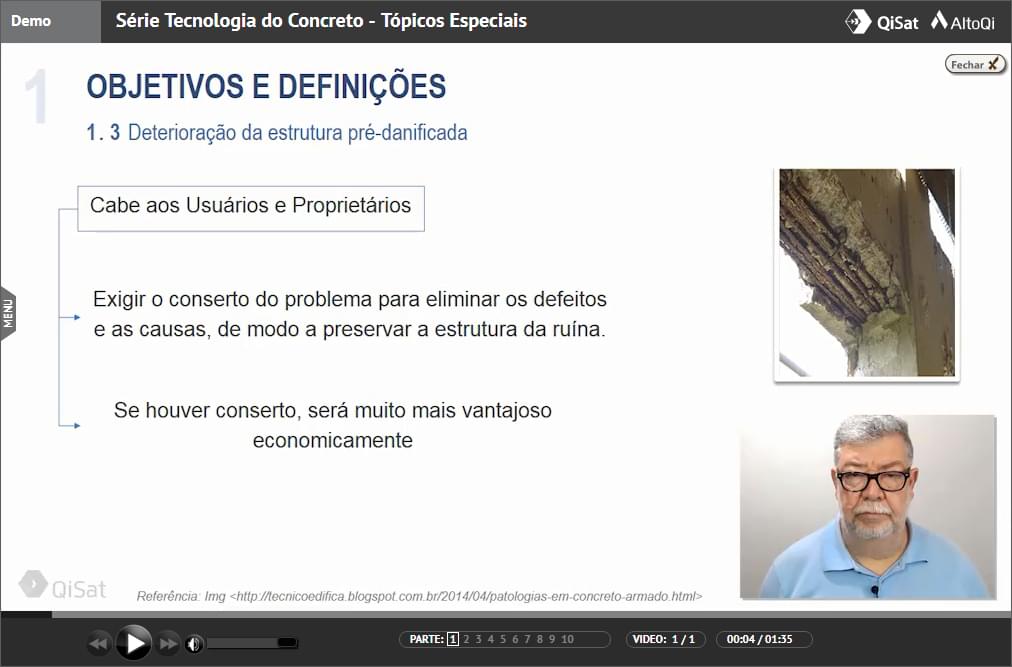 Demo
Série Tecnologia do Concreto - Tópicos Especiais
QiSat AltoQi
Fechar
1
OBJETIVOS E DEFINIÇÕES
1. 3 Deterioração da estrutura pré-danificada
Cabe aos Usuários e Proprietários
Exigir o conserto do problema para eliminar os defeitos
e as causas, de modo a preservar a estrutura da ruína.
Se houver conserto, será muito mais vantajoso
economicamente
MENU
QiSat
Referência: Img <http://tecnicoedifica.blogspot.com.br/2014/04/patologias-em-concreto-armado.html>
PARTE: 1 2 3 4 5 6 7 8 9 10
VIDEO: 1 / 1
00:04 / 01:35